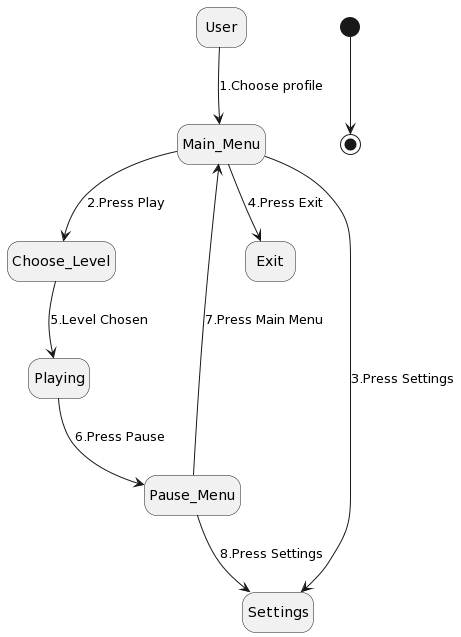 User
1.Choose profile
Main_Menu
2.Press Play
4.Press Exit
Choose_Level
Exit
5.Level Chosen
7.Press Main Menu
3.Press Settings
Playing
6.Press Pause
Pause_Menu
8.Press Settings
Settings